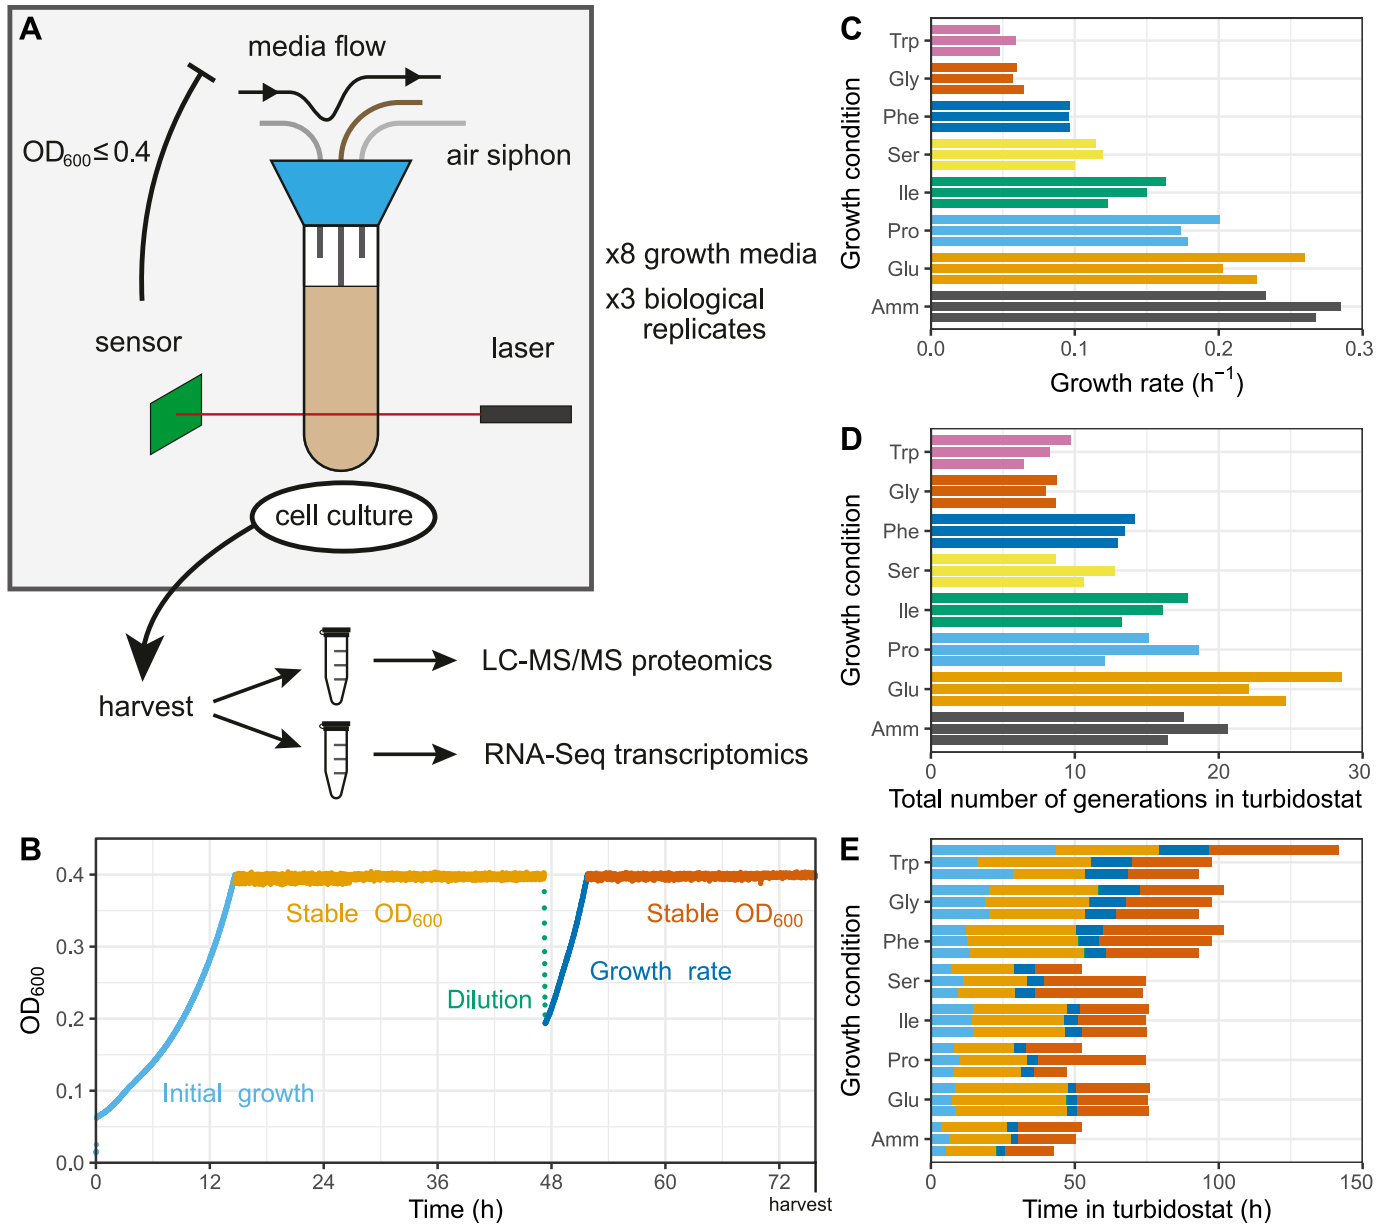 A
media flow
OD600 ≤ 0.4
air siphon
x8 growth media
x3 biological
replicates
sensor
laser
cell culture
harvest
LC-MS/MS proteomics
RNA-Seq transcriptomics
B
OD600
0.4
0.3
0.2
0.1
0.0
Stable OD600
Stable OD600
Growth rate
Dilution
Initial growth
0 12 24 36 48 60 72
harvest
Time (h)
C
Growth condition
Trp
Gly
Phe
Ser
Ile
Pro
Glu
Amm
0.0 0.1 0.2 0.3
Growth rate (h⁻¹)
D
Growth condition
Trp
Gly
Phe
Ser
Ile
Pro
Glu
Amm
0 10 20 30
Total number of generations in turbidostat
E
Growth condition
Trp
Gly
Phe
Ser
Ile
Pro
Glu
Amm
0 50 100 150
Time in turbidostat (h)